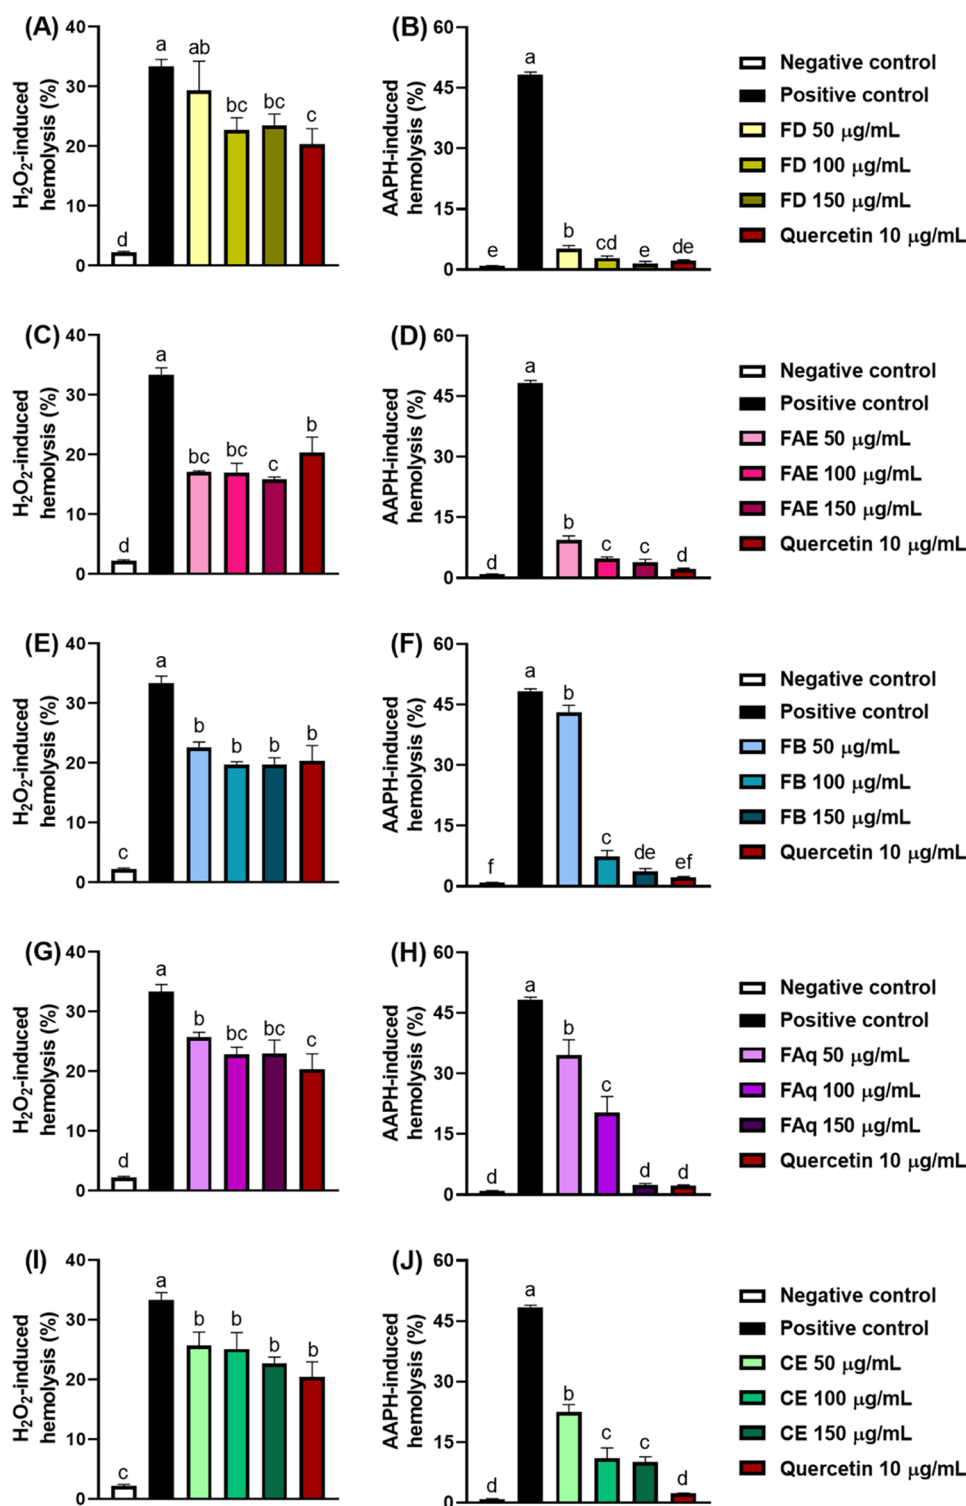 (A)
H₂O₂-induced
hemolysis (%)
40
30
20
10
0
d
a
ab
bc
bc
c
(B)
AAPH-induced
hemolysis (%)
60
45
30
15
0
e
a
b
cd
e
de
Negative control
Positive control
FD 50 µg/mL
FD 100 µg/mL
FD 150 µg/mL
Quercetin 10 µg/mL
(C)
H₂O₂-induced
hemolysis (%)
40
30
20
10
0
d
a
bc
bc
c
b
(D)
AAPH-induced
hemolysis (%)
60
45
30
15
0
d
a
b
c
c
d
Negative control
Positive control
FAE 50 µg/mL
FAE 100 µg/mL
FAE 150 µg/mL
Quercetin 10 µg/mL
(E)
H₂O₂-induced
hemolysis (%)
40
30
20
10
0
c
a
b
b
b
b
(F)
AAPH-induced
hemolysis (%)
60
45
30
15
0
f
a
b
c
de
ef
Negative control
Positive control
FB 50 µg/mL
FB 100 µg/mL
FB 150 µg/mL
Quercetin 10 µg/mL
(G)
H₂O₂-induced
hemolysis (%)
40
30
20
10
0
d
a
b
bc
bc
c
(H)
AAPH-induced
hemolysis (%)
60
45
30
15
0
d
a
b
c
d
d
Negative control
Positive control
FAq 50 µg/mL
FAq 100 µg/mL
FAq 150 µg/mL
Quercetin 10 µg/mL
(I)
H₂O₂-induced
hemolysis (%)
40
30
20
10
0
c
a
b
b
b
b
(J)
AAPH-induced
hemolysis (%)
60
45
30
15
0
d
a
b
c
c
d
Negative control
Positive control
CE 50 µg/mL
CE 100 µg/mL
CE 150 µg/mL
Quercetin 10 µg/mL